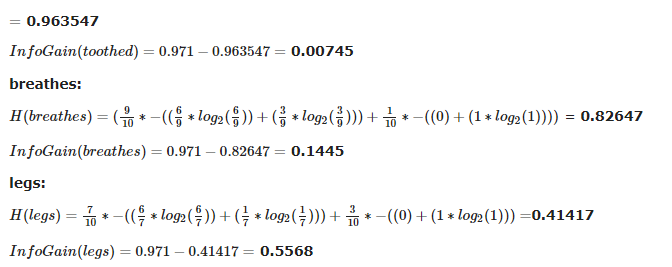 = 0.963547
InfoGain(toothed) = 0.971 − 0.963547 = 0.00745
breathes:
H(breathes) = (9/10 ∗ −((6/9 ∗ log₂(6/9)) + (3/9 ∗ log₂(3/9))) + 1/10 ∗ −((0) + (1 ∗ log₂(1)))) = 0.82647
InfoGain(breathes) = 0.971 − 0.82647 = 0.1445
legs:
H(legs) = 7/10 ∗ −((6/7 ∗ log₂(6/7)) + (1/7 ∗ log₂(1/7))) + 3/10 ∗ −((0) + (1 ∗ log₂(1))) =0.41417
InfoGain(legs) = 0.971 − 0.41417 = 0.5568